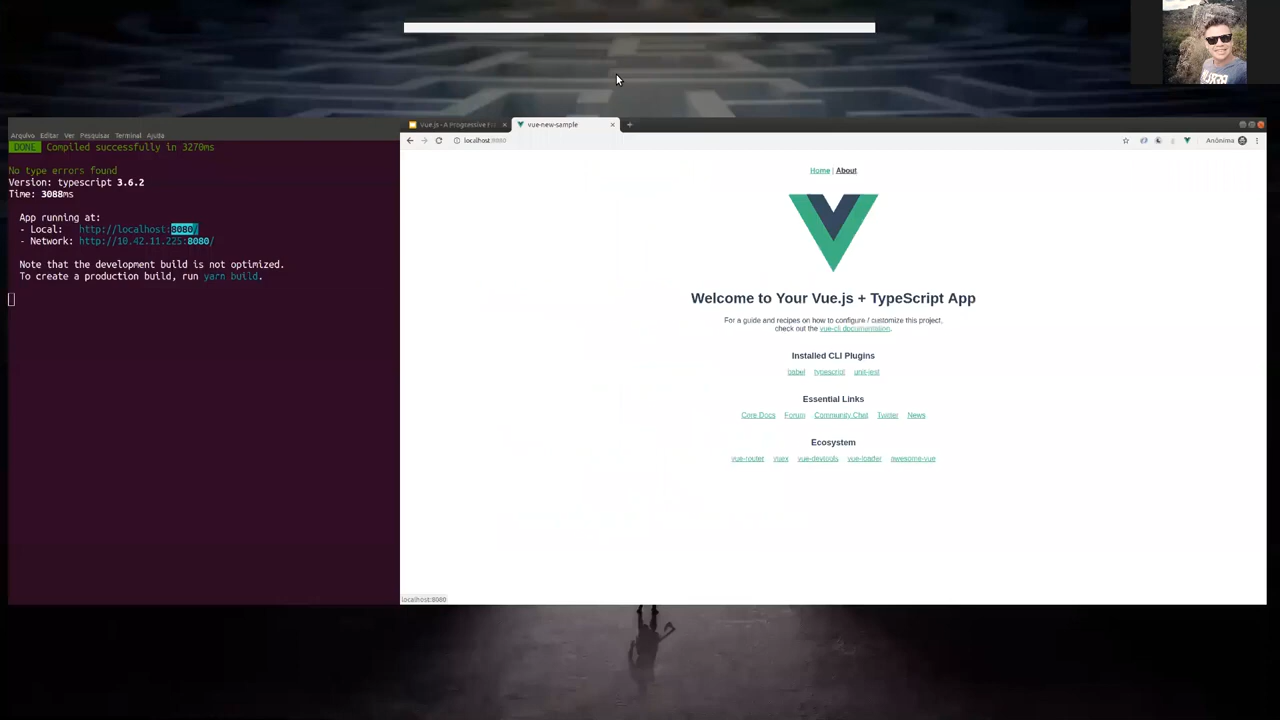 Arquivo Editar Ver Pesquisar Terminal Ajuda
DONE Compiled successfully in 3270ms
No type errors found
Version: typescript 3.6.2
Time: 3088ms
App running at:
- Local: http://localhost:8080/
- Network: http://10.42.11.225:8080/
Note that the development build is not optimized.
To create a production build, run yarn build.
Vue.js - A Progressive
vue-new-sample
localhost:8080
Anônima
Home | About
Welcome to Your Vue.js + TypeScript App
For a guide and recipes on how to configure / customize this project,
check out the vue-cli documentation.
Installed CLI Plugins
babel typescript unit-jest
Essential Links
Core Docs Forum Community Chat Twitter News
Ecosystem
vue-router vuex vue-devtools vue-loader awesome-vue
localhost:8080